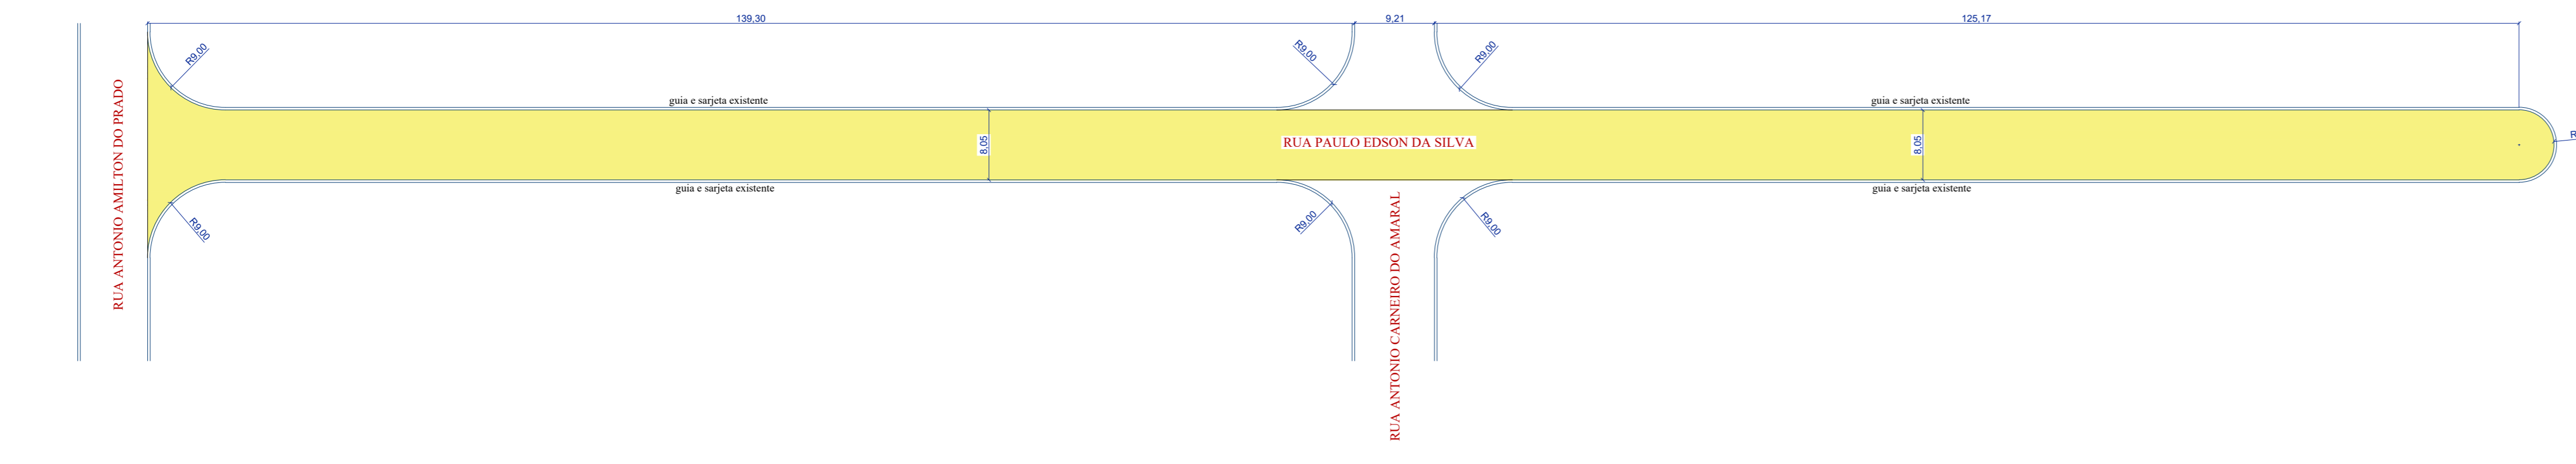 139,30
9,21
125,17
R9,00
R9,00
R9,00
guia e sarjeta existente
guia e sarjeta existente
RUA ANTONIO AMILTON DO PRADO
8,05
RUA PAULO EDSON DA SILVA
8,05
R
guia e sarjeta existente
guia e sarjeta existente
R9,00
R9,00
R9,00
RUA ANTONIO CARNEIRO DO AMARAL